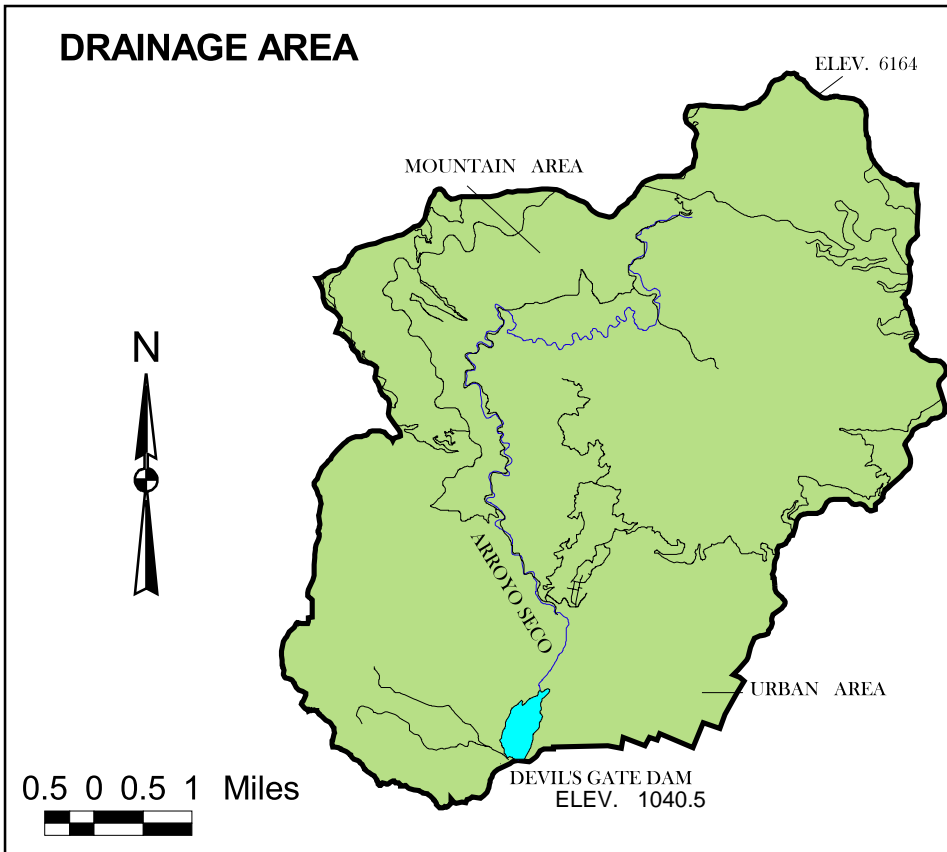 DRAINAGE AREA
ELEV. 6164
MOUNTAIN AREA
N
ARROYO SECO
URBAN AREA
DEVIL'S GATE DAM
ELEV. 1040.5
0.5 0 0.5 1 Miles